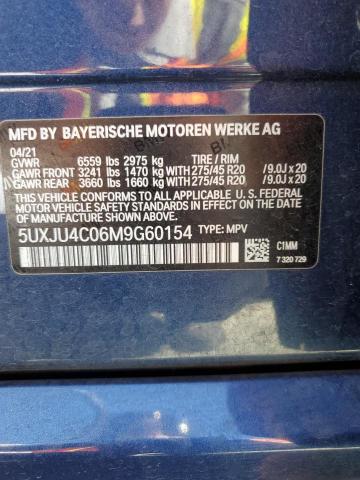 MFD BY BAYERISCHE MOTOREN WERKE AG
04/21
GVWR 6559 lbs 2975 kg TIRE / RIM
GAWR FRONT 3241 lbs 1470 kg WITH 275/45 R20 / 9.0J x 20
GAWR REAR 3660 lbs 1660 kg WITH 275/45 R20 / 9.0J x 20
THIS VEHICLE CONFORMS TO ALL APPLICABLE U. S. FEDERAL MOTOR VEHICLE SAFETY STANDARDS IN EFFECT ON THE DATE OF MANUFACTURE SHOWN ABOVE.
5UXJU4C06M9G60154 TYPE: MPV
C1MM
7 320 729